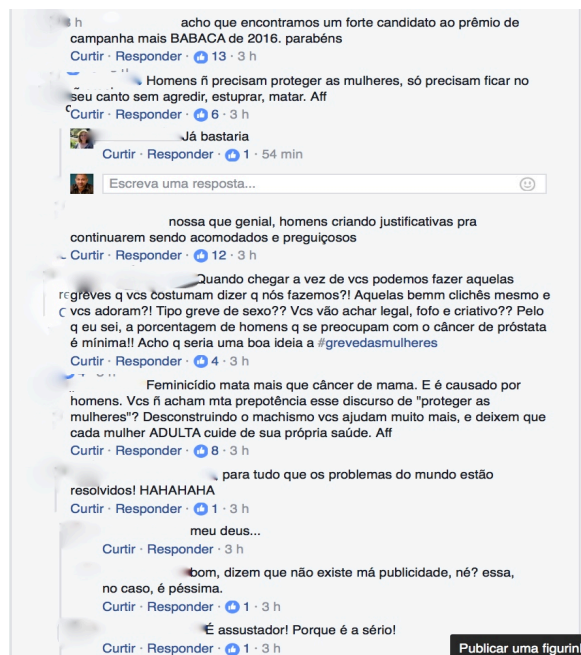 3 h
acho que encontramos um forte candidato ao prêmio de
campanha mais BABACA de 2016. parabéns
Curtir · Responder · 13 · 3 h
Homens ñ precisam proteger as mulheres, só precisam ficar no
seu canto sem agredir, estuprar, matar. Aff
Curtir · Responder · 6 · 3 h
Já bastaria
Curtir · Responder · 1 · 54 min
Escreva uma resposta...
nossa que genial, homens criando justificativas pra
continuarem sendo acomodados e preguiçosos
Curtir · Responder · 12 · 3 h
Quando chegar a vez de vcs podemos fazer aquelas
greves q vcs costumam dizer q nós fazemos?! Aquelas bemm clichês mesmo e
vcs adoram?! Tipo greve de sexo?? Vcs vão achar legal, fofo e criativo?? Pelo
q eu sei, a porcentagem de homens q se preocupam com o câncer de próstata
é mínima!! Acho q seria uma boa ideia a #grevedasmulheres
Curtir · Responder · 4 · 3 h
Feminicídio mata mais que câncer de mama. E é causado por
homens. Vcs ñ acham mta prepotência esse discurso de "proteger as
mulheres"? Desconstruindo o machismo vcs ajudam muito mais, e deixem que
cada mulher ADULTA cuide de sua própria saúde. Aff
Curtir · Responder · 8 · 3 h
para tudo que os problemas do mundo estão
resolvidos! HAHAHAHA
Curtir · Responder · 1 · 3 h
meu deus...
Curtir · Responder · 3 h
bom, dizem que não existe má publicidade, né? essa,
no caso, é péssima.
Curtir · Responder · 1 · 3 h
É assustador! Porque é a sério!
Curtir · Responder · 1 · 3 h
Publicar uma